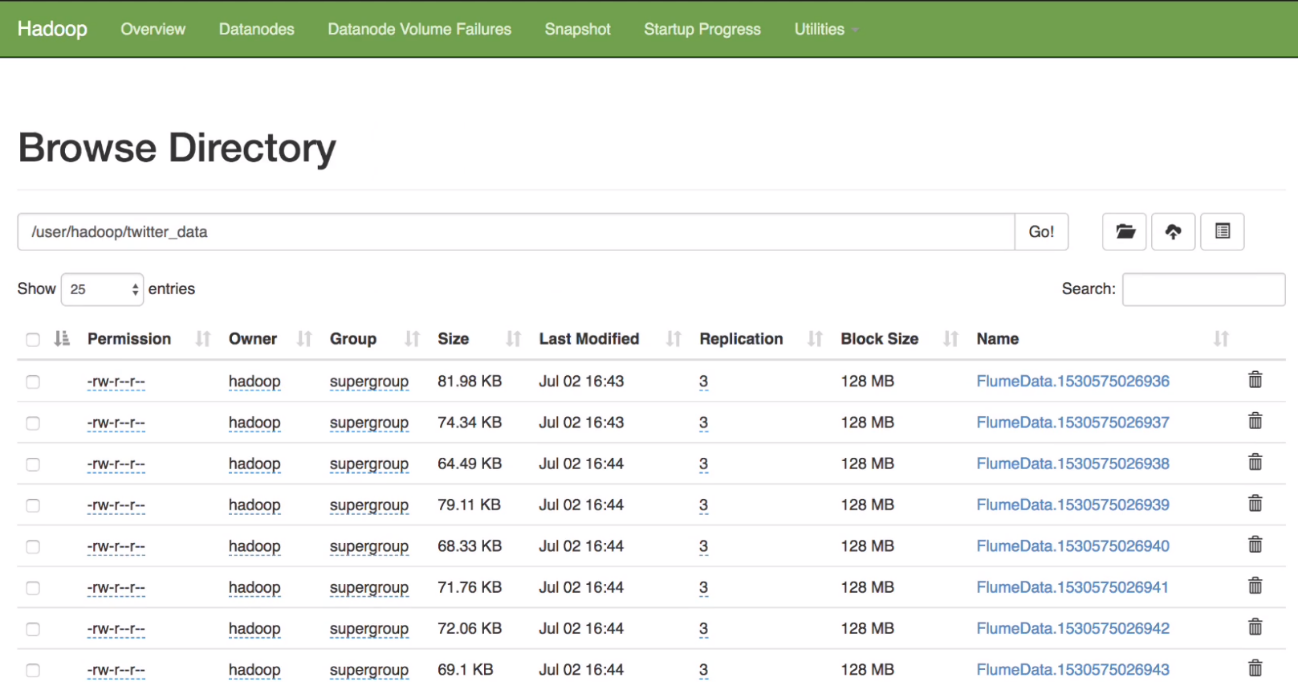 Hadoop Overview Datanodes Datanode Volume Failures Snapshot Startup Progress Utilities
Browse Directory
/user/hadoop/twitter_data Go!
Show 25 entries Search:
Permission Owner Group Size Last Modified Replication Block Size Name
-rw-r--r-- hadoop supergroup 81.98 KB Jul 02 16:43 3 128 MB FlumeData.1530575026936
-rw-r--r-- hadoop supergroup 74.34 KB Jul 02 16:43 3 128 MB FlumeData.1530575026937
-rw-r--r-- hadoop supergroup 64.49 KB Jul 02 16:44 3 128 MB FlumeData.1530575026938
-rw-r--r-- hadoop supergroup 79.11 KB Jul 02 16:44 3 128 MB FlumeData.1530575026939
-rw-r--r-- hadoop supergroup 68.33 KB Jul 02 16:44 3 128 MB FlumeData.1530575026940
-rw-r--r-- hadoop supergroup 71.76 KB Jul 02 16:44 3 128 MB FlumeData.1530575026941
-rw-r--r-- hadoop supergroup 72.06 KB Jul 02 16:44 3 128 MB FlumeData.1530575026942
-rw-r--r-- hadoop supergroup 69.1 KB Jul 02 16:44 3 128 MB FlumeData.1530575026943